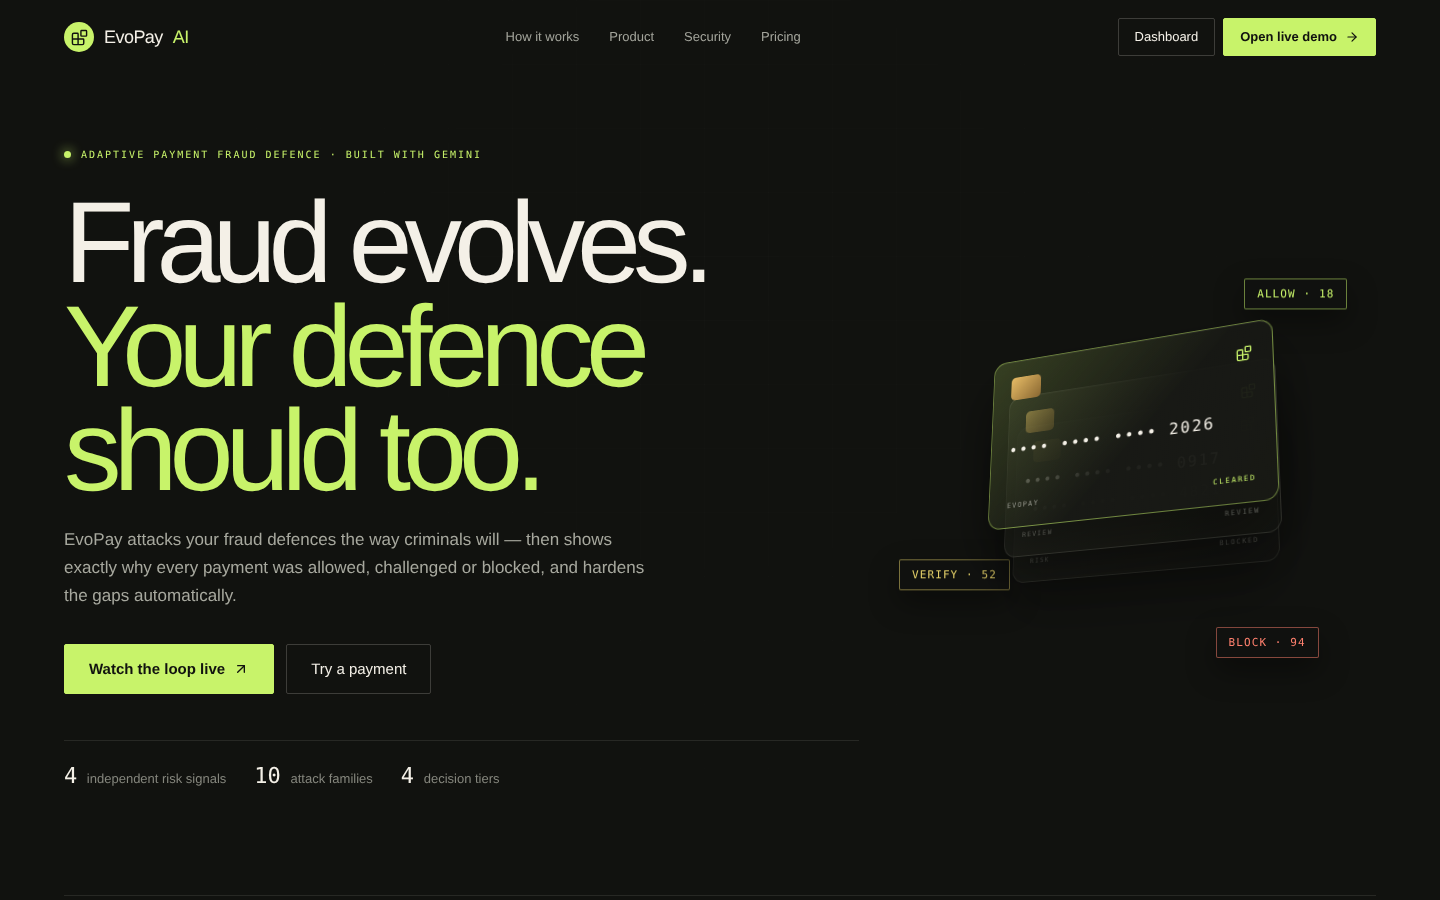 EvoPay AI
How it works
Product
Security
Pricing
Dashboard
Open live demo
ADAPTIVE PAYMENT FRAUD DEFENCE · BUILT WITH GEMINI
Fraud evolves.
Your defence
should too.
EvoPay attacks your fraud defences the way criminals will — then shows
exactly why every payment was allowed, challenged or blocked, and hardens
the gaps automatically.
Watch the loop live
Try a payment
4 independent risk signals
10 attack families
4 decision tiers
ALLOW · 18
•••• •••• •••• 2026
•••• •••• •••• 0917
EVOPAY
CLEARED
REVIEW
REVIEW
RISK
BLOCKED
VERIFY · 52
BLOCK · 94